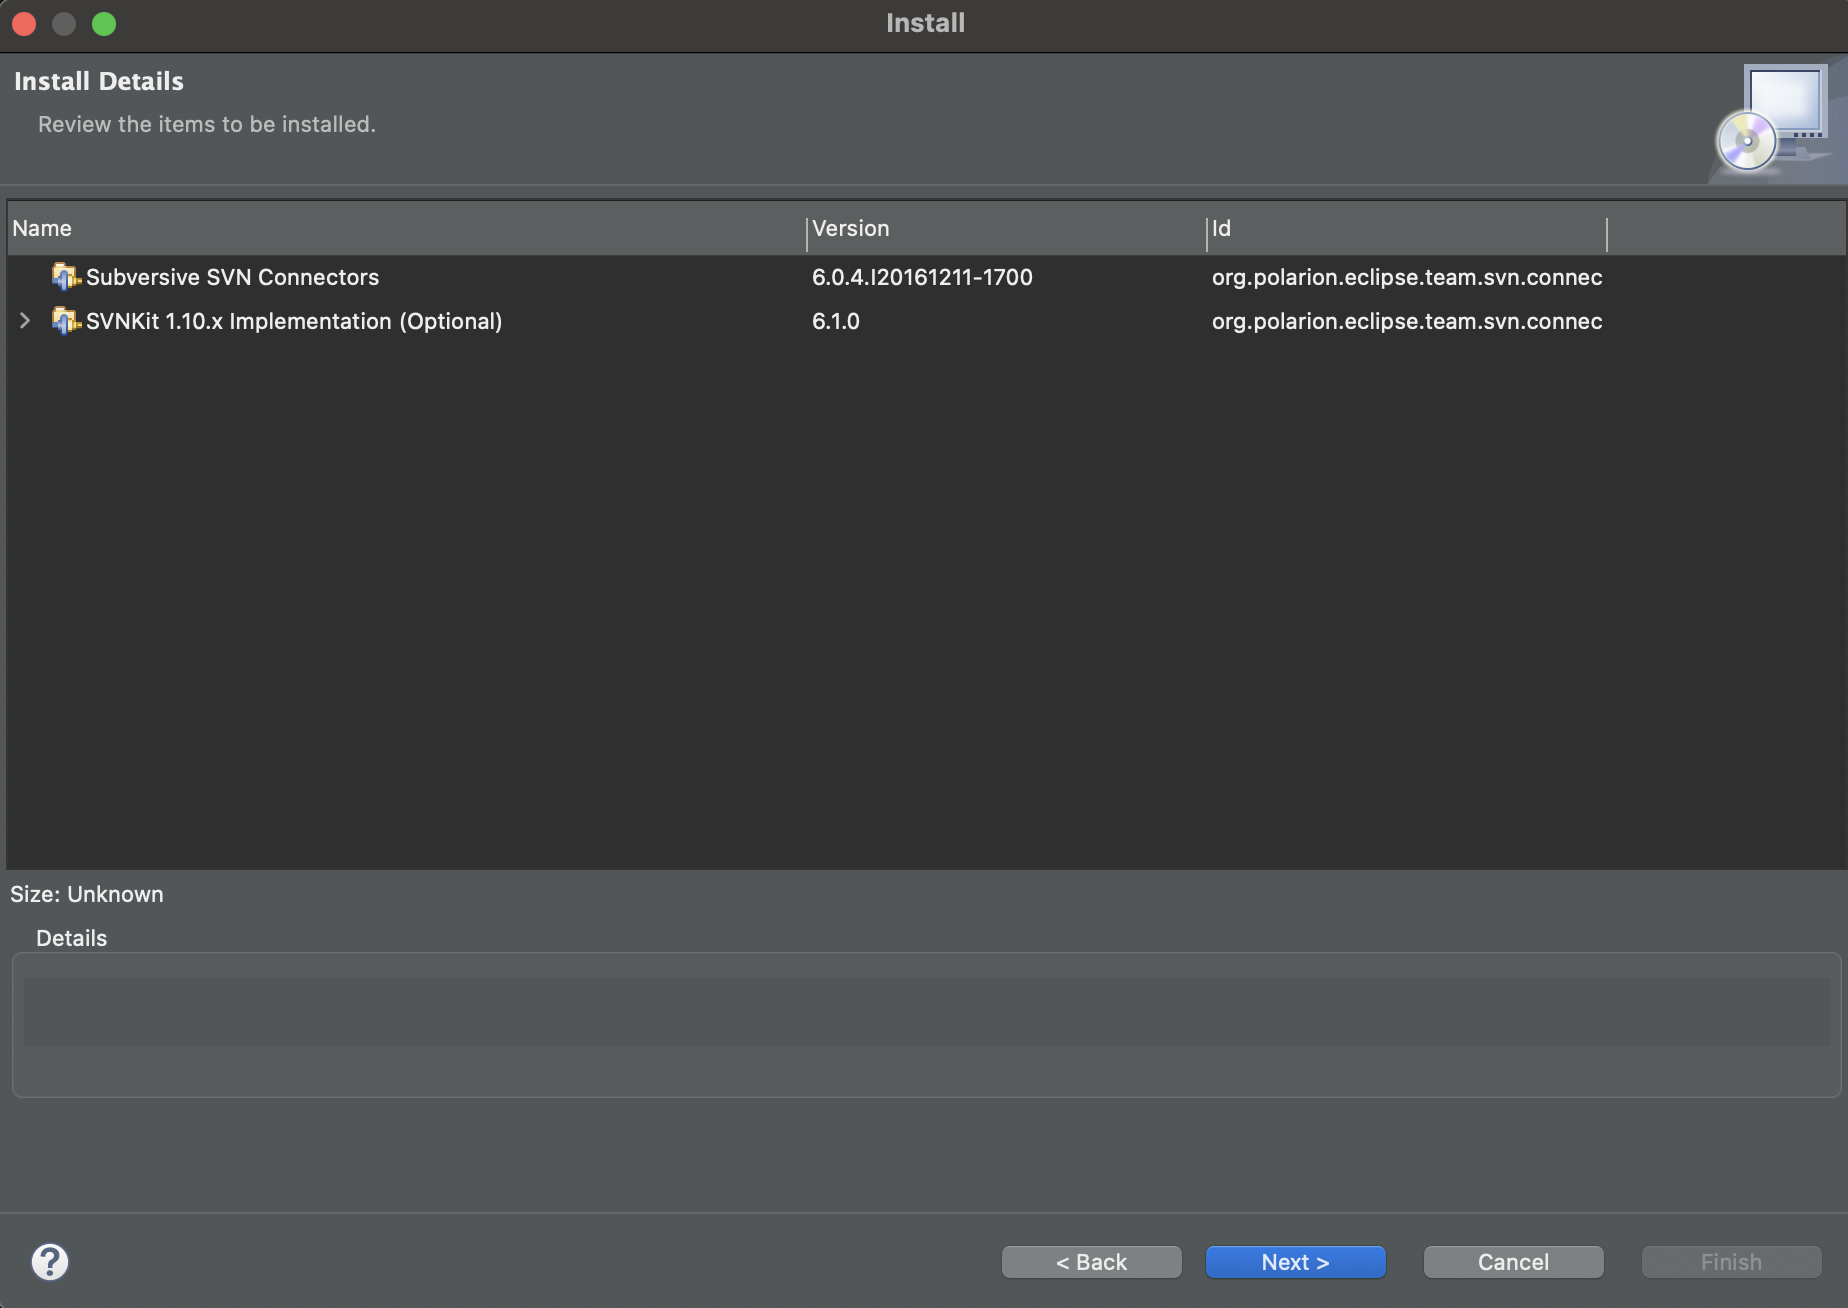 Install
Install Details
Review the items to be installed.
Name Version Id
Subversive SVN Connectors 6.0.4.I20161211-1700 org.polarion.eclipse.team.svn.connec
SVNKit 1.10.x Implementation (Optional) 6.1.0 org.polarion.eclipse.team.svn.connec
Size: Unknown
Details
? < Back Next > Cancel Finish